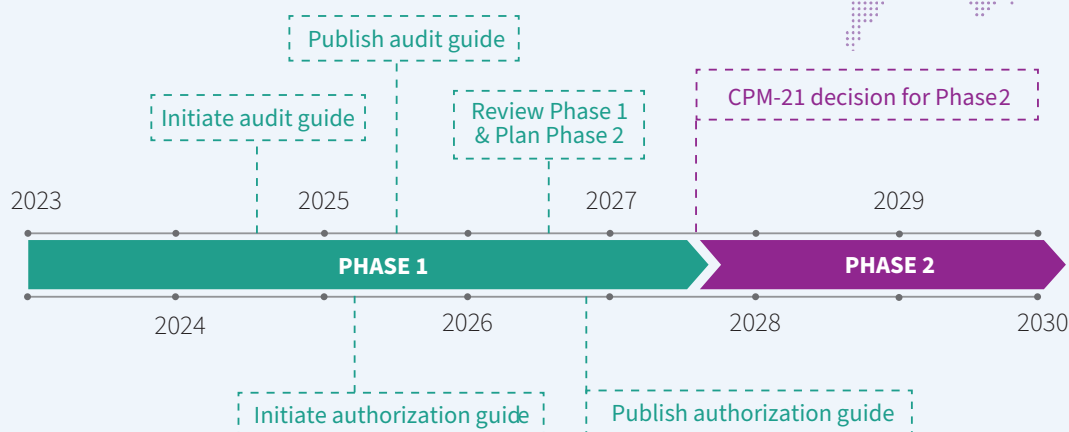 Publish audit guide
Initiate audit guide
Review Phase 1
& Plan Phase 2
CPM-21 decision for Phase2
2023
2025
2027
2029
PHASE 1
PHASE 2
2024
2026
2028
2030
Initiate authorization guide
Publish authorization guide